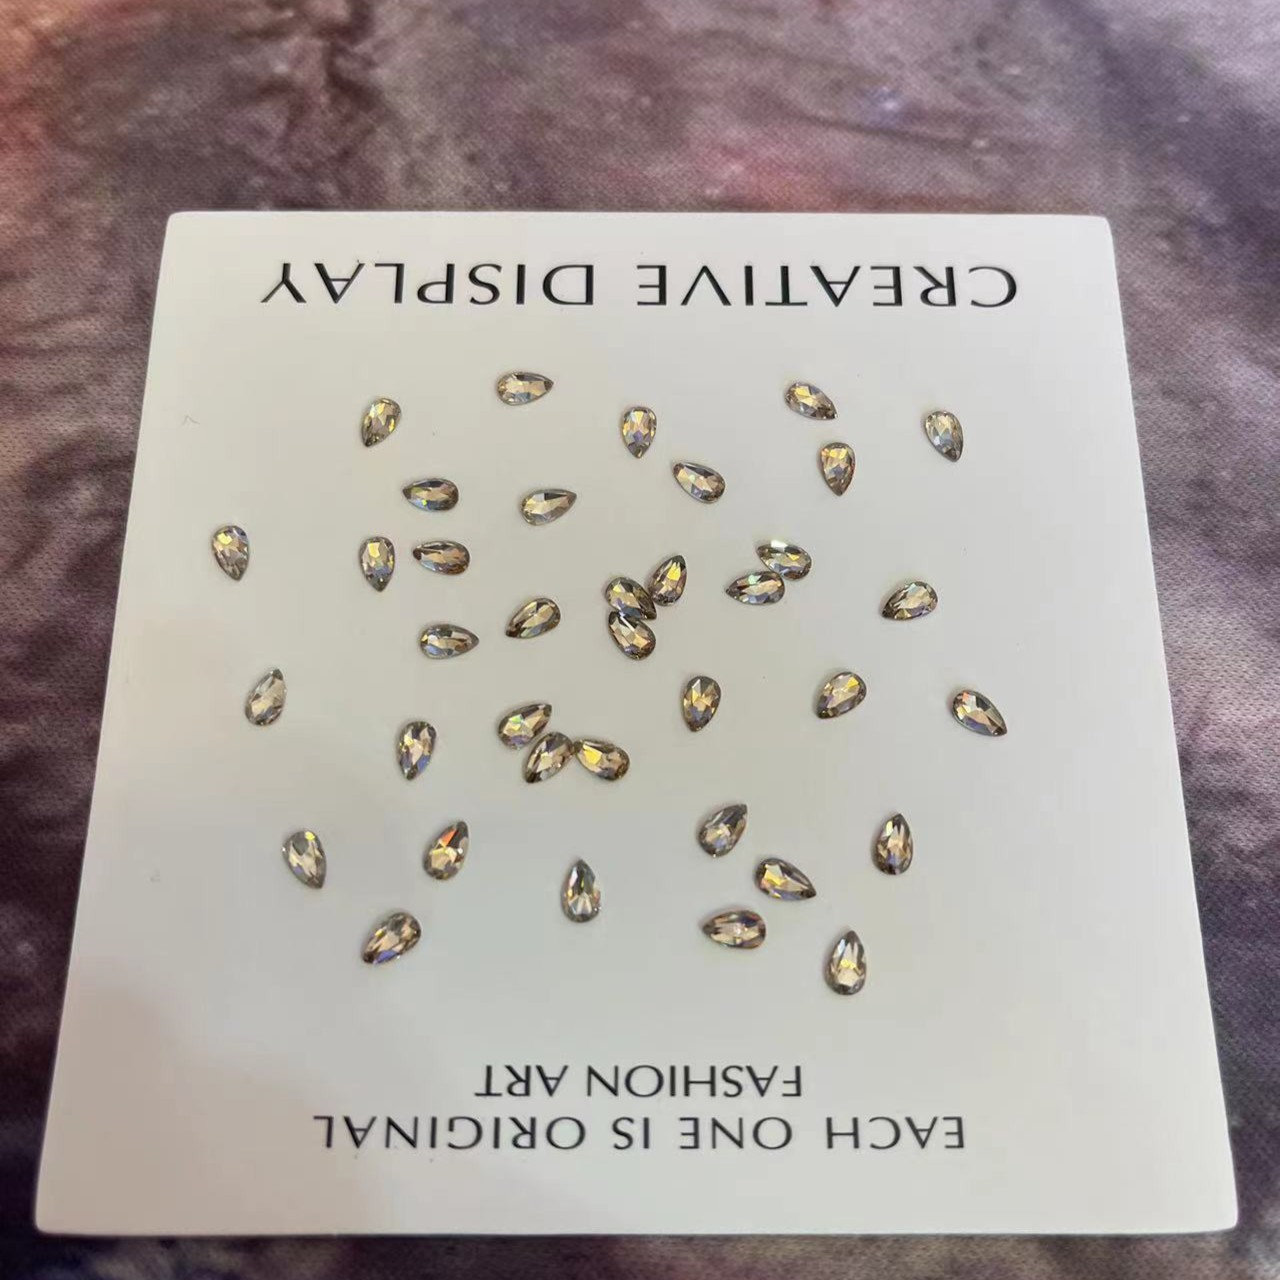 EACH ONE IS ORIGINAL
FASHION ART
CREATIVE DISPLAY